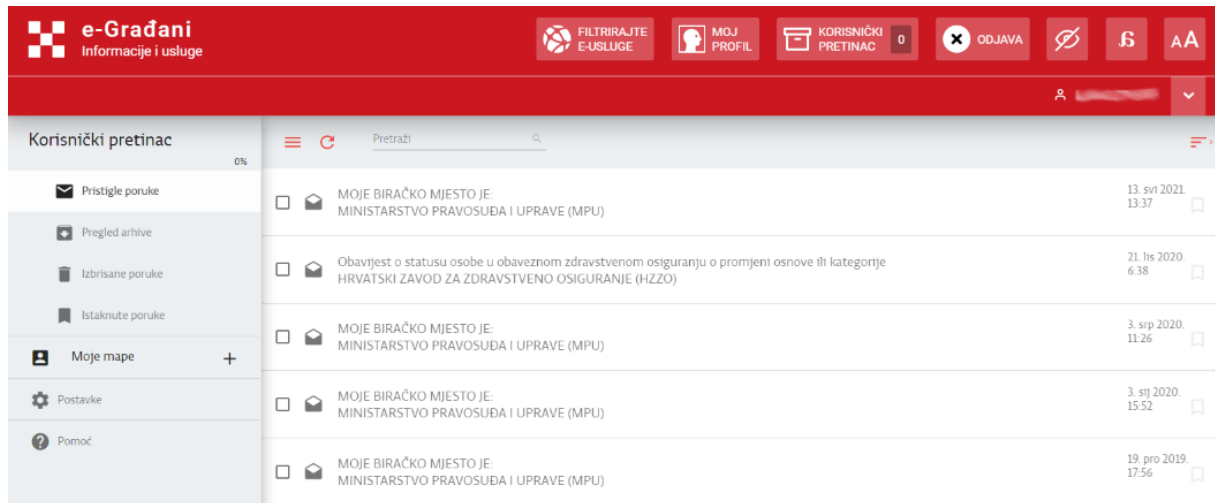 e-Građani
Informacije i usluge
FILTRIRAJTE
E-USLUGE
MOJ
PROFIL
KORISNIČKI
PRETINAC
0
ODJAVA
AA
Korisnički pretinac
0%
Pretraži
Pristigle poruke
Pregled arhive
Izbrisane poruke
Istaknute poruke
Moje mape
+
Postavke
Pomoć
MOJE BIRAČKO MJESTO JE:
MINISTARSTVO PRAVOSUĐA I UPRAVE (MPU)
13. svi 2021.
13:37
Obavijest o statusu osobe u obaveznom zdravstvenom osiguranju o promjeni osnove ili kategorije
HRVATSKI ZAVOD ZA ZDRAVSTVENO OSIGURANJE (HZZO)
21. lis 2020.
6:38
MOJE BIRAČKO MJESTO JE:
MINISTARSTVO PRAVOSUĐA I UPRAVE (MPU)
3. srp 2020.
11:26
MOJE BIRAČKO MJESTO JE:
MINISTARSTVO PRAVOSUĐA I UPRAVE (MPU)
3. sij 2020.
15:52
MOJE BIRAČKO MJESTO JE:
MINISTARSTVO PRAVOSUĐA I UPRAVE (MPU)
19. pro 2019.
17:56